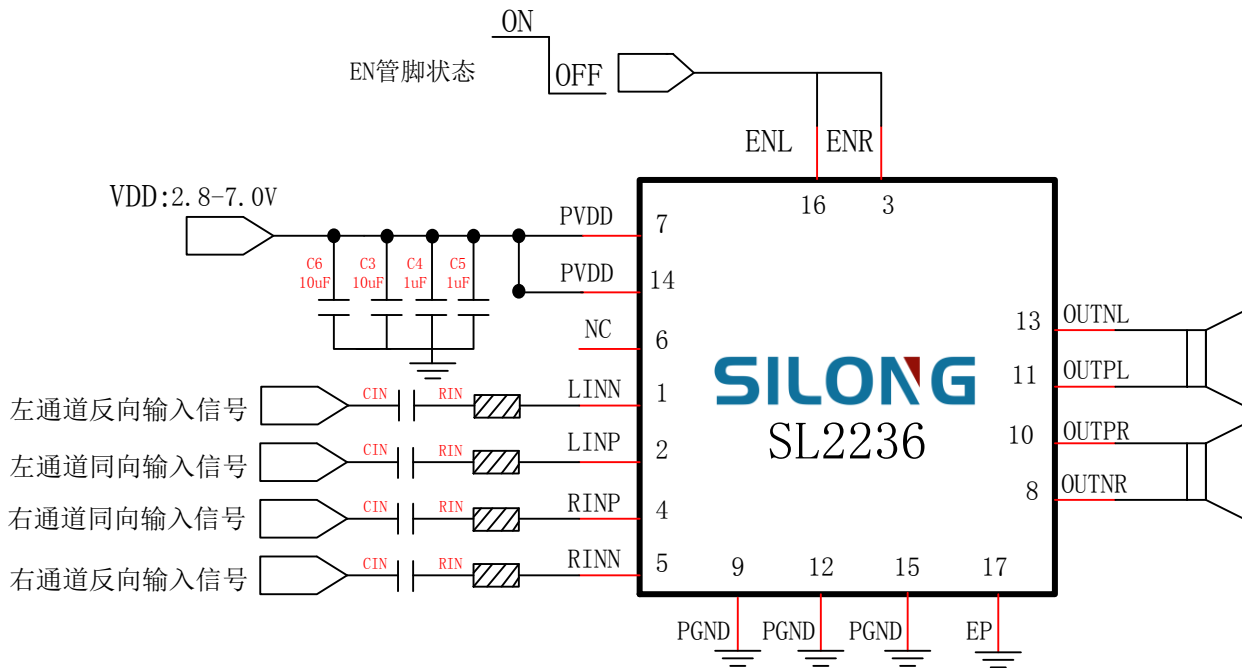 ON
EN管脚状态
OFF
ENL ENR
16 3
VDD:2.8-7.0V
PVDD 7
C6 10uF
C3 10uF
C4 1uF
C5 1uF
PVDD 14
NC 6
左通道反向输入信号 CIN RIN LINN 1
左通道同向输入信号 CIN RIN LINP 2
右通道同向输入信号 CIN RIN RINP 4
右通道反向输入信号 CIN RIN RINN 5
SILONG
SL2236
13 OUTNL
11 OUTPL
10 OUTPR
8 OUTNR
9 12 15 17
PGND PGND PGND EP